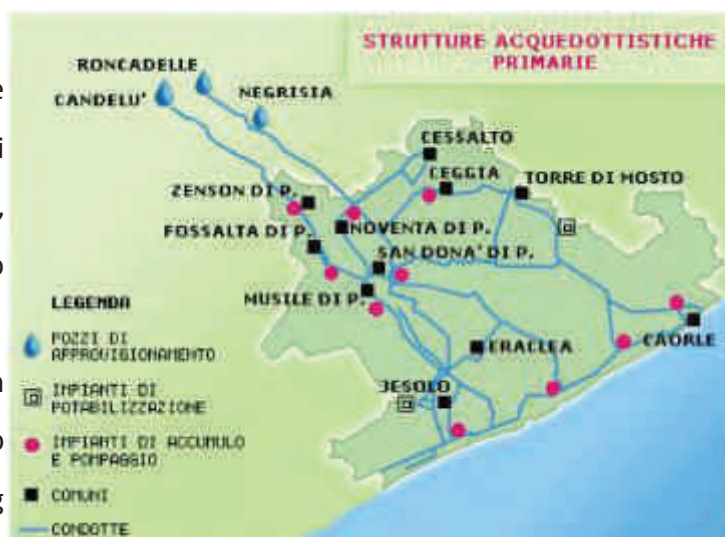 STRUTTURE ACQUEDOTTISTICHE
PRIMARIE
RONCADELLE
CANDELU'
NEGRISIA
CESSALTO
CEGGIA
TORRE DI MOSTO
ZENSON DI P.
FOSSALTA DI P.
NOVENTA DI P.
SAN DONA' DI P.
MUSILE DI P.
ERACLEA
CAORLE
JESOLO
LEGENDA
POZZI DI
APPROVIGIONAMENTO
IMPIANTI DI
POTABILIZZAZIONE
IMPIANTI DI ACCUMULO
E POMPAGGIO
COMUNI
CONDOTTE